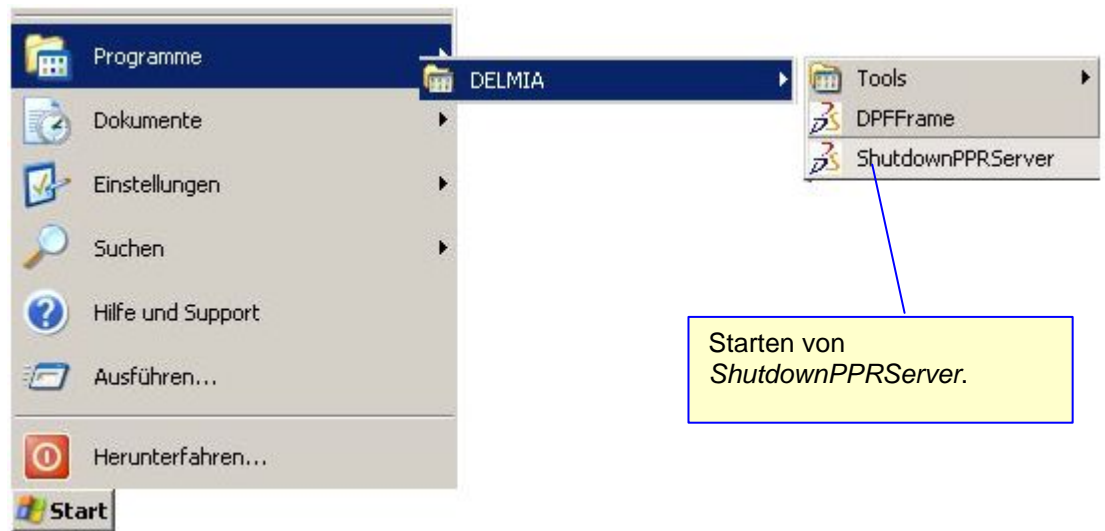 Programme
DELMIA
Tools
DPFFrame
ShutdownPPRServer
Dokumente
Einstellungen
Suchen
Hilfe und Support
Ausführen...
Herunterfahren...
Start
Starten von
ShutdownPPRServer.